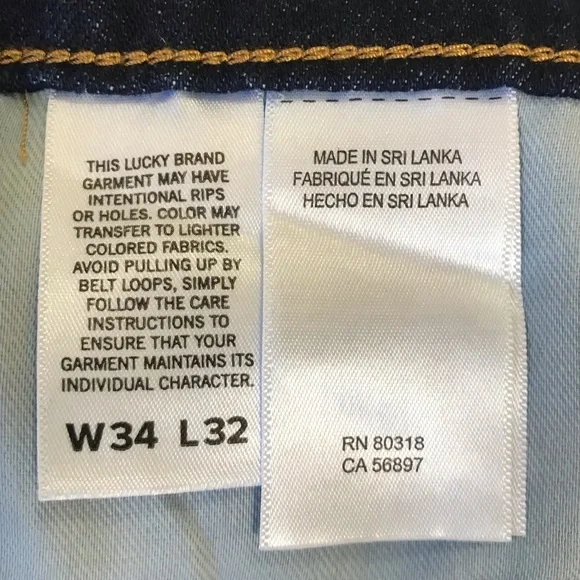 THIS LUCKY BRAND
GARMENT MAY HAVE
INTENTIONAL RIPS
OR HOLES. COLOR MAY
TRANSFER TO LIGHTER
COLORED FABRICS.
AVOID PULLING UP BY
BELT LOOPS, SIMPLY
FOLLOW THE CARE
INSTRUCTIONS TO
ENSURE THAT YOUR
GARMENT MAINTAINS ITS
INDIVIDUAL CHARACTER.
W34 L32
MADE IN SRI LANKA
FABRIQUÉ EN SRI LANKA
HECHO EN SRI LANKA
RN 80318
CA 56897